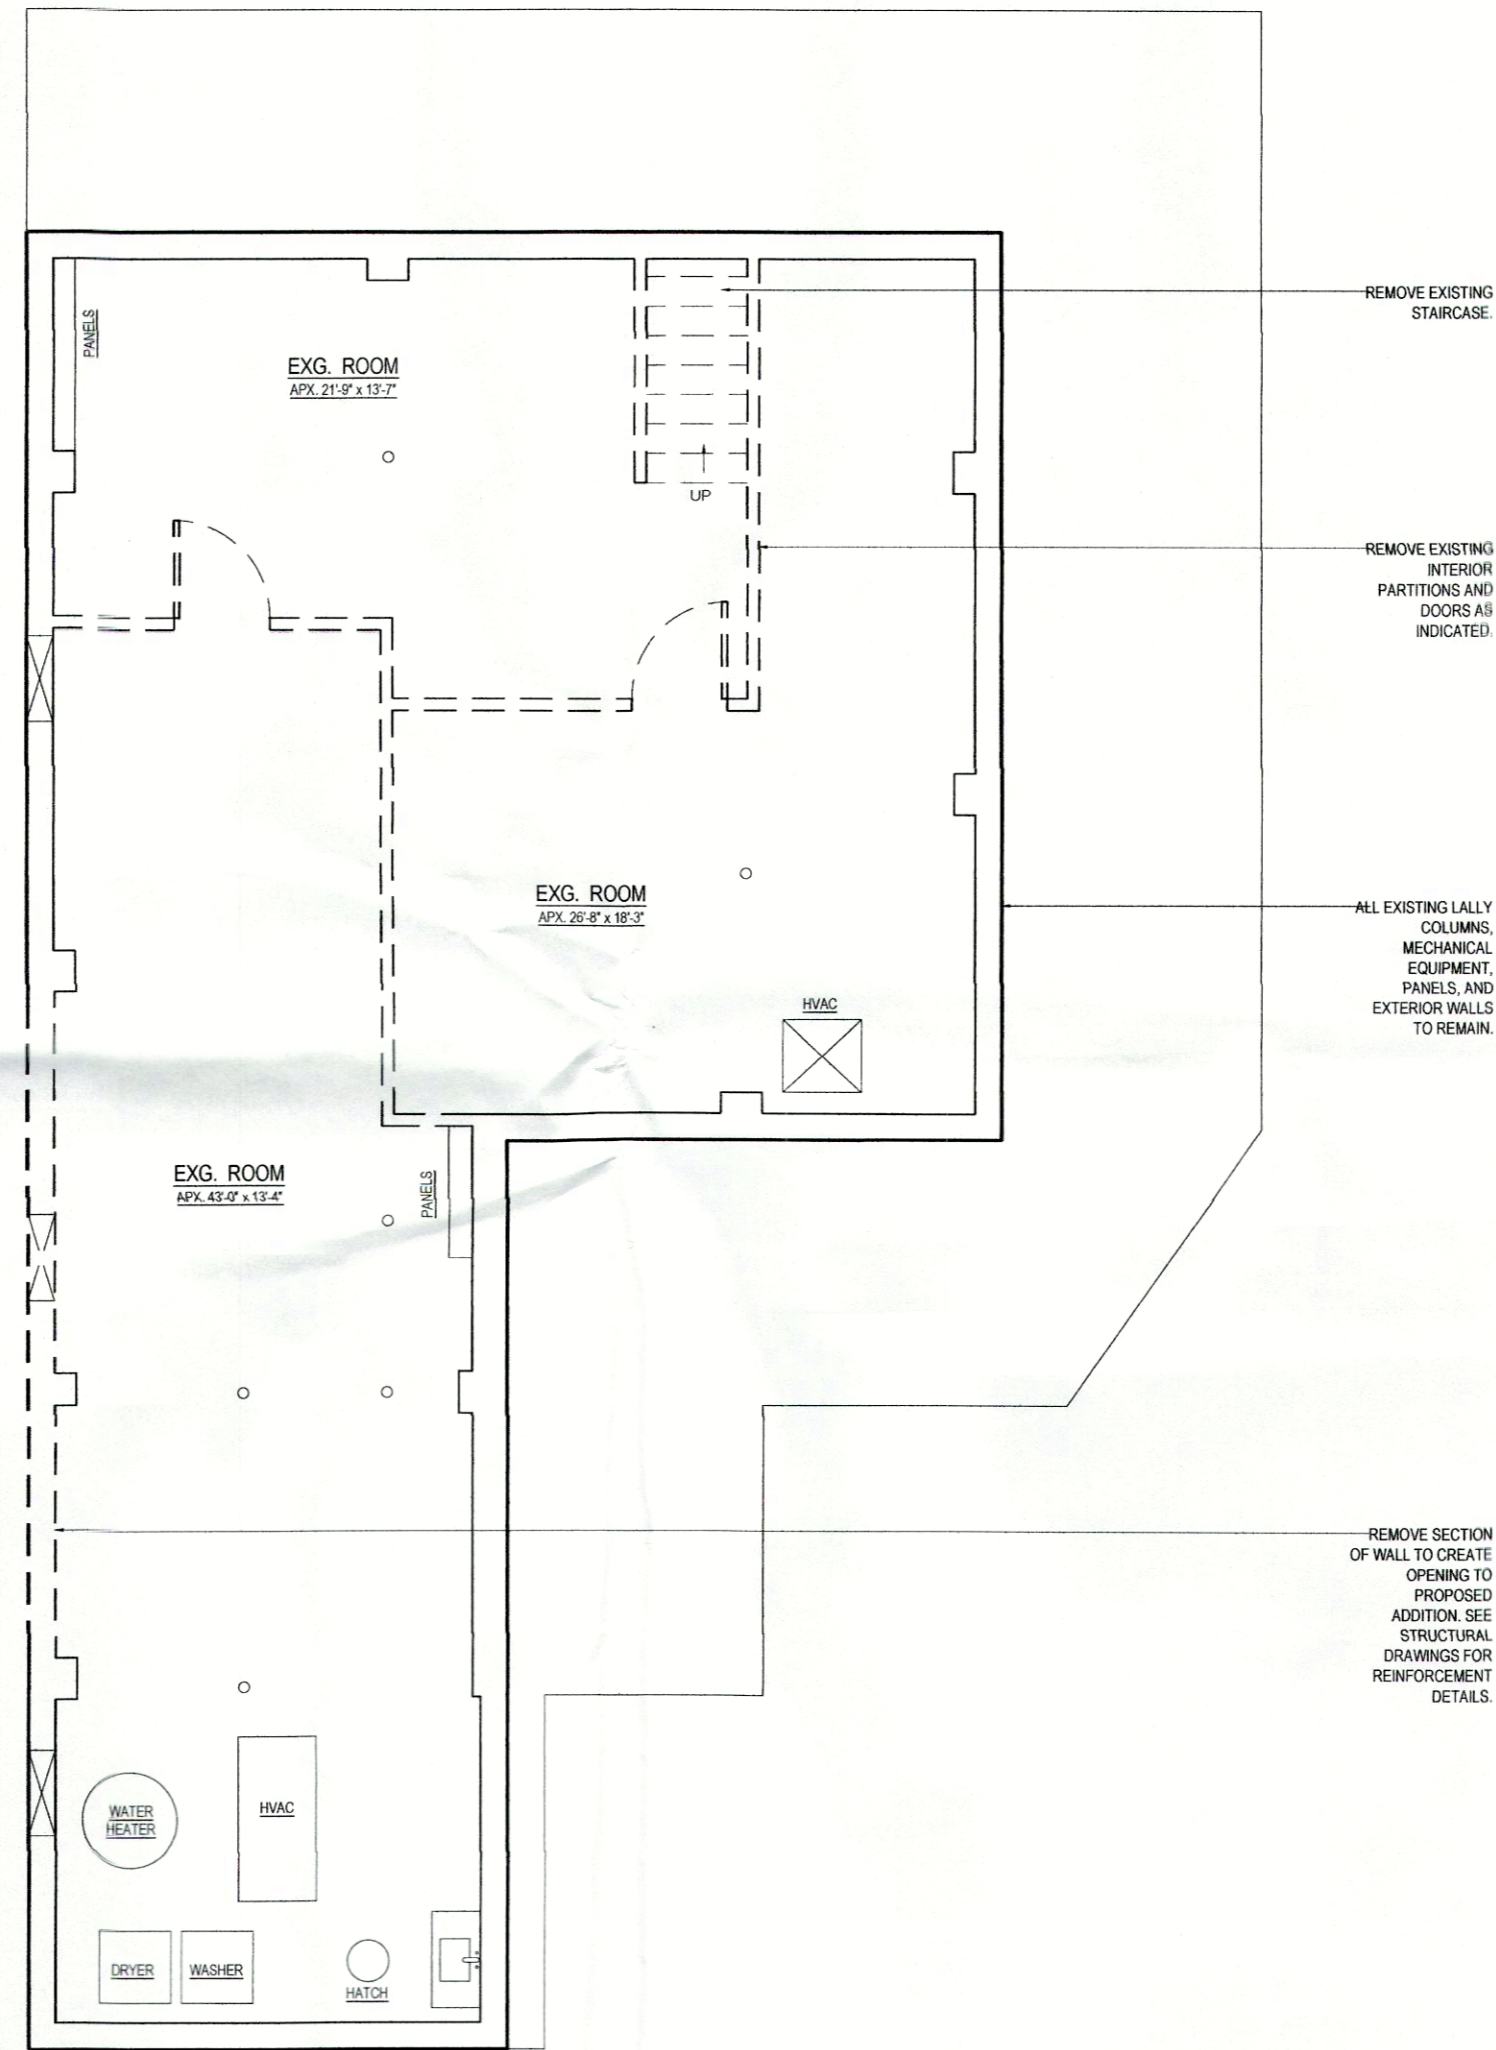 REMOVE EXISTING
STAIRCASE.
PANELS
EXG. ROOM
APX. 21'-9" x 13'-7"
UP
REMOVE EXISTING
INTERIOR
PARTITIONS AND
DOORS AS
INDICATED.
EXG. ROOM
APX. 26'-8" x 18'-3"
ALL EXISTING LALLY
COLUMNS,
MECHANICAL
EQUIPMENT,
PANELS, AND
EXTERIOR WALLS
TO REMAIN.
HVAC
EXG. ROOM
APX. 43'-0" x 13'-4"
PANELS
REMOVE SECTION
OF WALL TO CREATE
OPENING TO
PROPOSED
ADDITION. SEE
STRUCTURAL
DRAWINGS FOR
REINFORCEMENT
DETAILS.
WATER
HEATER
HVAC
DRYER
WASHER
HATCH